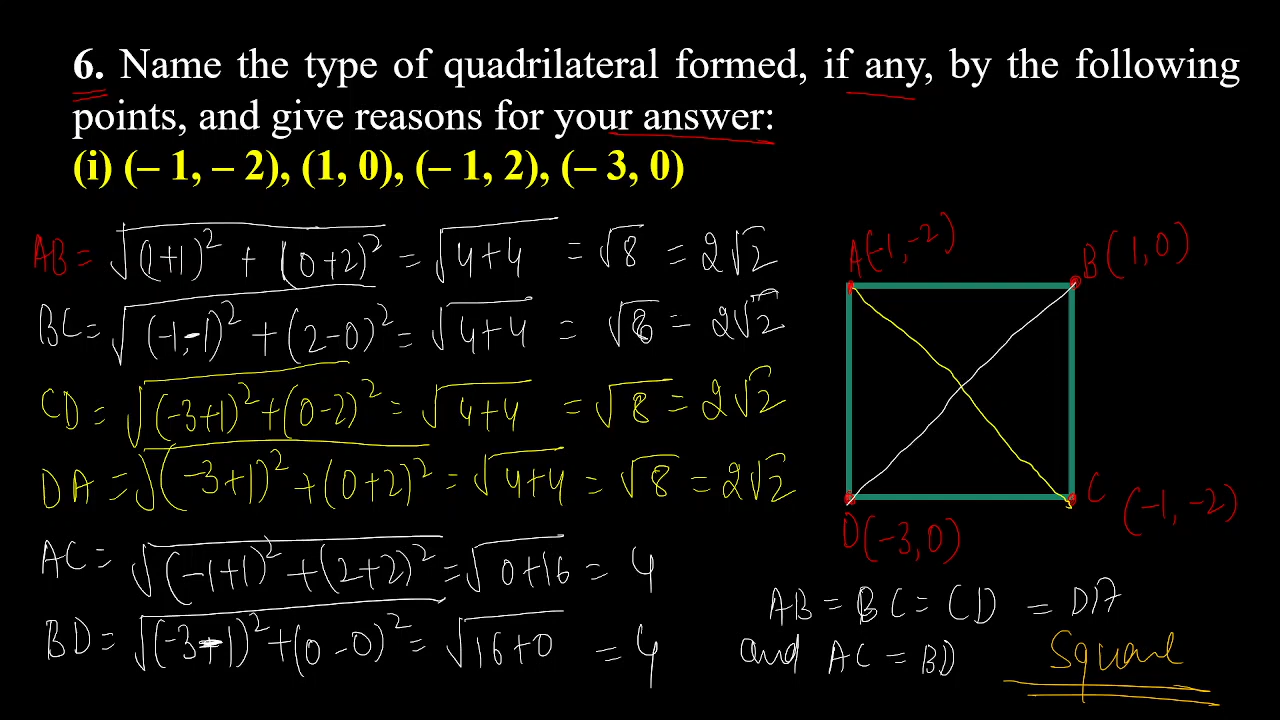 6. Name the type of quadrilateral formed, if any, by the following
points, and give reasons for your answer:
(i) (– 1, – 2), (1, 0), (– 1, 2), (– 3, 0)
AB = √(1+1)² + (0+2)² = √4+4 = √8 = 2√2
BC = √(-1-1)² + (2-0)² = √4+4 = √8 = 2√2
CD = √(-3+1)² + (0-2)² = √4+4 = √8 = 2√2
DA = √(-3+1)² + (0+2)² = √4+4 = √8 = 2√2
AC = √(-1+1)² + (2+2)² = √0+16 = 4
BD = √(-3-1)² + (0-0)² = √16+0 = 4
A(-1, -2)
B(1, 0)
C (-1, -2)
D(-3, 0)
AB = BC = CD = DA
and AC = BD
Square